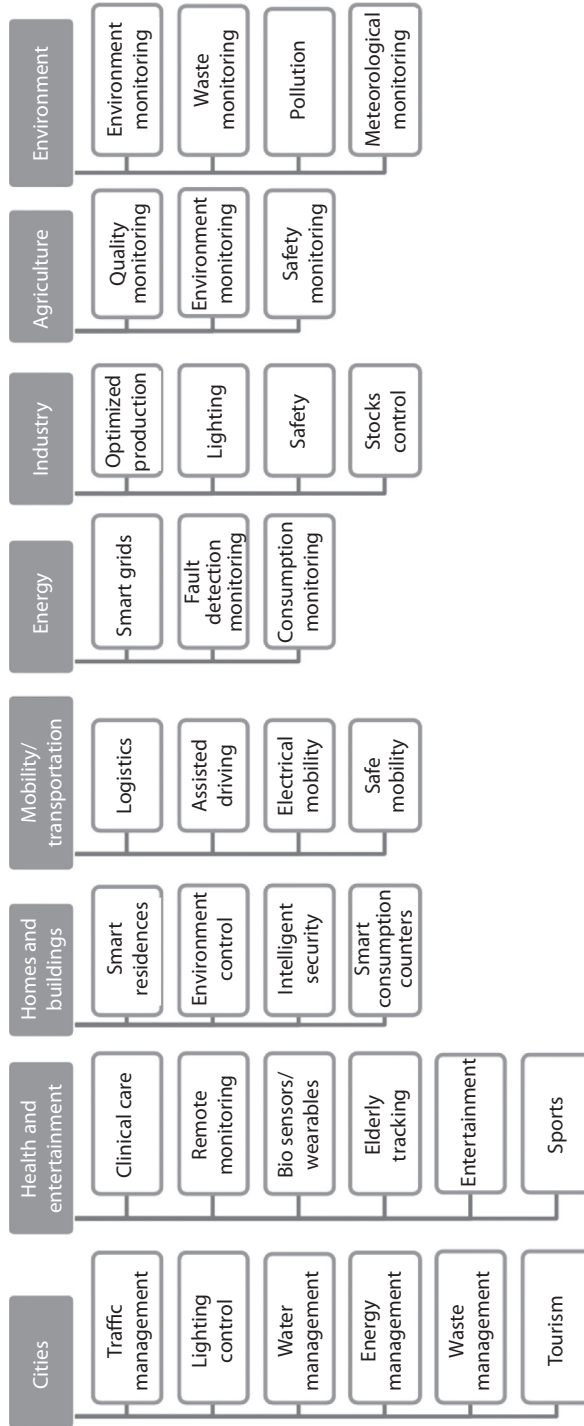 Cities
Traffic
management
Lighting
control
Water
management
Energy
management
Waste
management
Tourism
Health and
entertainment
Clinical care
Remote
monitoring
Bio sensors/
wearables
Elderly
tracking
Entertainment
Sports
Homes and
buildings
Smart
residences
Environment
control
Intelligent
security
Smart
consumption
counters
Mobility/
transportation
Logistics
Assisted
driving
Electrical
mobility
Safe
mobility
Energy
Smart grids
Fault
detection
monitoring
Consumption
monitoring
Industry
Optimized
production
Lighting
Safety
Stocks
control
Agriculture
Quality
monitoring
Environment
monitoring
Safety
monitoring
Environment
Environment
monitoring
Waste
monitoring
Pollution
Meteorological
monitoring